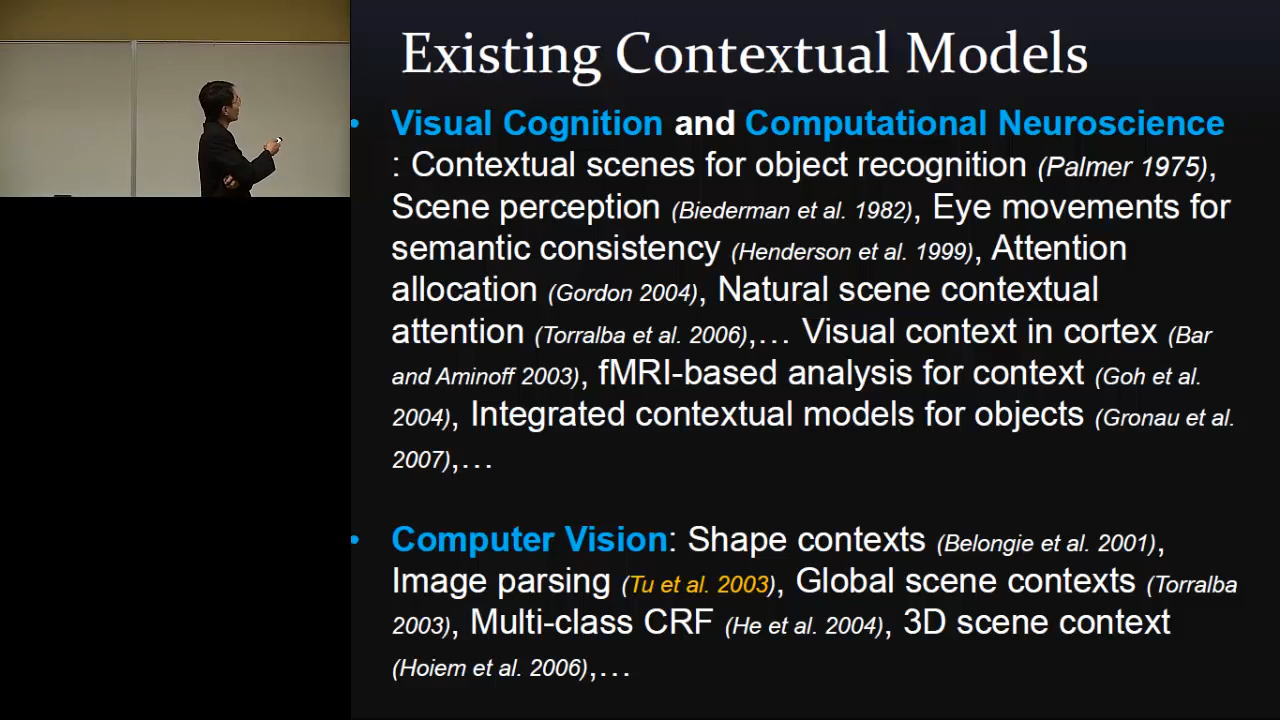 Existing Contextual Models
• Visual Cognition and Computational Neuroscience
: Contextual scenes for object recognition (Palmer 1975),
Scene perception (Biederman et al. 1982), Eye movements for
semantic consistency (Henderson et al. 1999), Attention
allocation (Gordon 2004), Natural scene contextual
attention (Torralba et al. 2006),… Visual context in cortex (Bar
and Aminoff 2003), fMRI-based analysis for context (Goh et al.
2004), Integrated contextual models for objects (Gronau et al.
2007),…
• Computer Vision: Shape contexts (Belongie et al. 2001),
Image parsing (Tu et al. 2003), Global scene contexts (Torralba
2003), Multi-class CRF (He et al. 2004), 3D scene context
(Hoiem et al. 2006),…